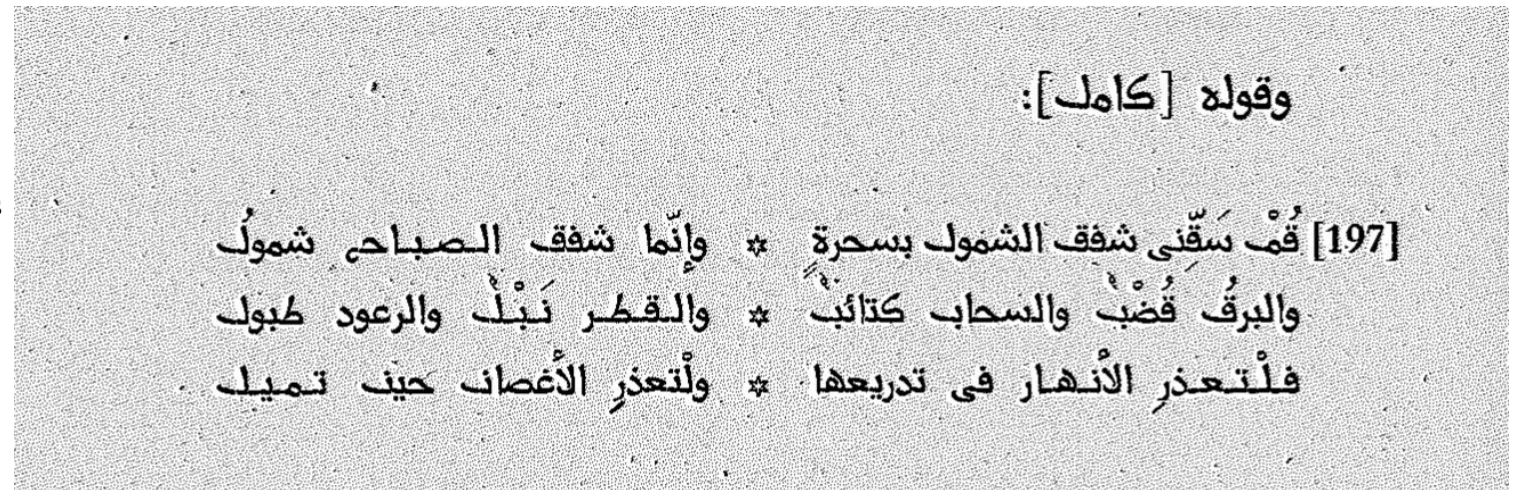 وقوله [كامل]:
[197] قُمْ سَقِّنى شفق الشمول بسحرةٍ ☆ وإنّما شفق الصباح شمولُ
والبرقُ قُضْبٌ والسحاب كتائبٌ ☆ والقطر نَبْلٌ والرعود طبول
فلْتعذرِ الأنهار فى تدريعها ☆ ولْتعذرِ الأغصان حين تميل